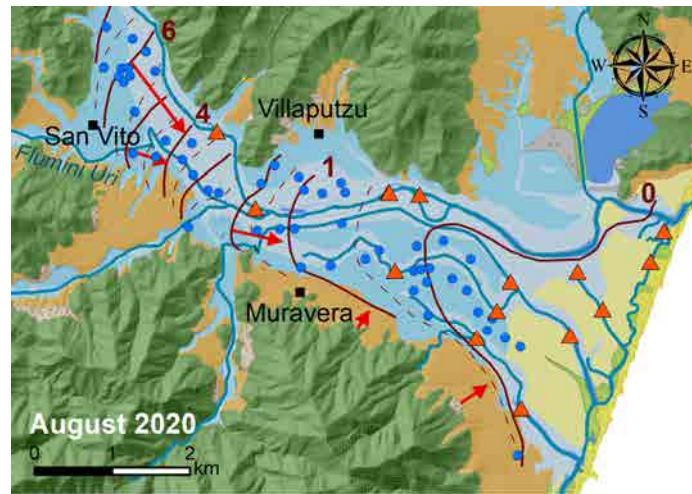 6
N
W E
S
4
Villaputzu
San Vito
Flumini Uri
1
0
Muravera
August 2020
0 1 2
km